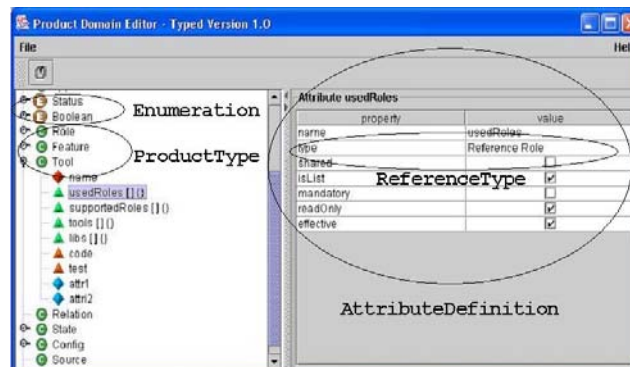 Product Domain Editor - Typed Version 1.0
File
Hel
Status
Boolean
Enumeration
Role
Feature
Tool
ProductType
name
usedRoles [] ()
supportedRoles [] ()
tools [] ()
libs [] ()
code
test
attr1
attr2
Relation
State
Config
Source
Attribute usedRoles
property value
name usedRoles
type Reference Role
shared
ReferenceType
isList
mandatory
readOnly
effective
AttributeDefinition